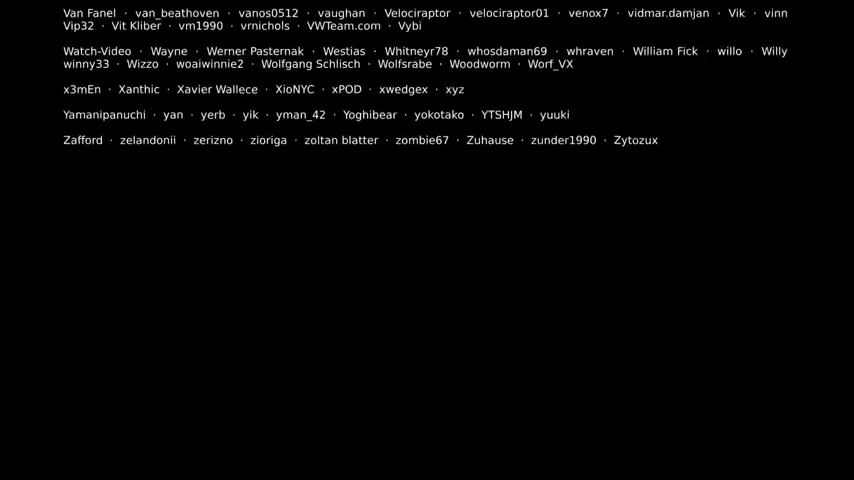 Van Fanel · van_beathoven · vanos0512 · vaughan · Velociraptor · velociraptor01 · venox7 · vidmar.damjan · Vik · vinn
Vip32 · Vit Kliber · vm1990 · vrnichols · VWTeam.com · Vybi
Watch-Video · Wayne · Werner Pasternak · Westias · Whitneyr78 · whosdaman69 · whraven · William Fick · willo · Willy
winny33 · Wizzo · woaiwinnie2 · Wolfgang Schlisch · Wolfsrabe · Woodworm · Worf_VX
x3mEn · Xanthic · Xavier Wallece · XioNYC · xPOD · xwedgex · xyz
Yamanipanuchi · yan · yerb · yik · yman_42 · Yoghibear · yokotako · YTSHJM · yuuki
Zafford · zelandonii · zerizno · zioriga · zoltan blatter · zombie67 · Zuhause · zunder1990 · Zytozux